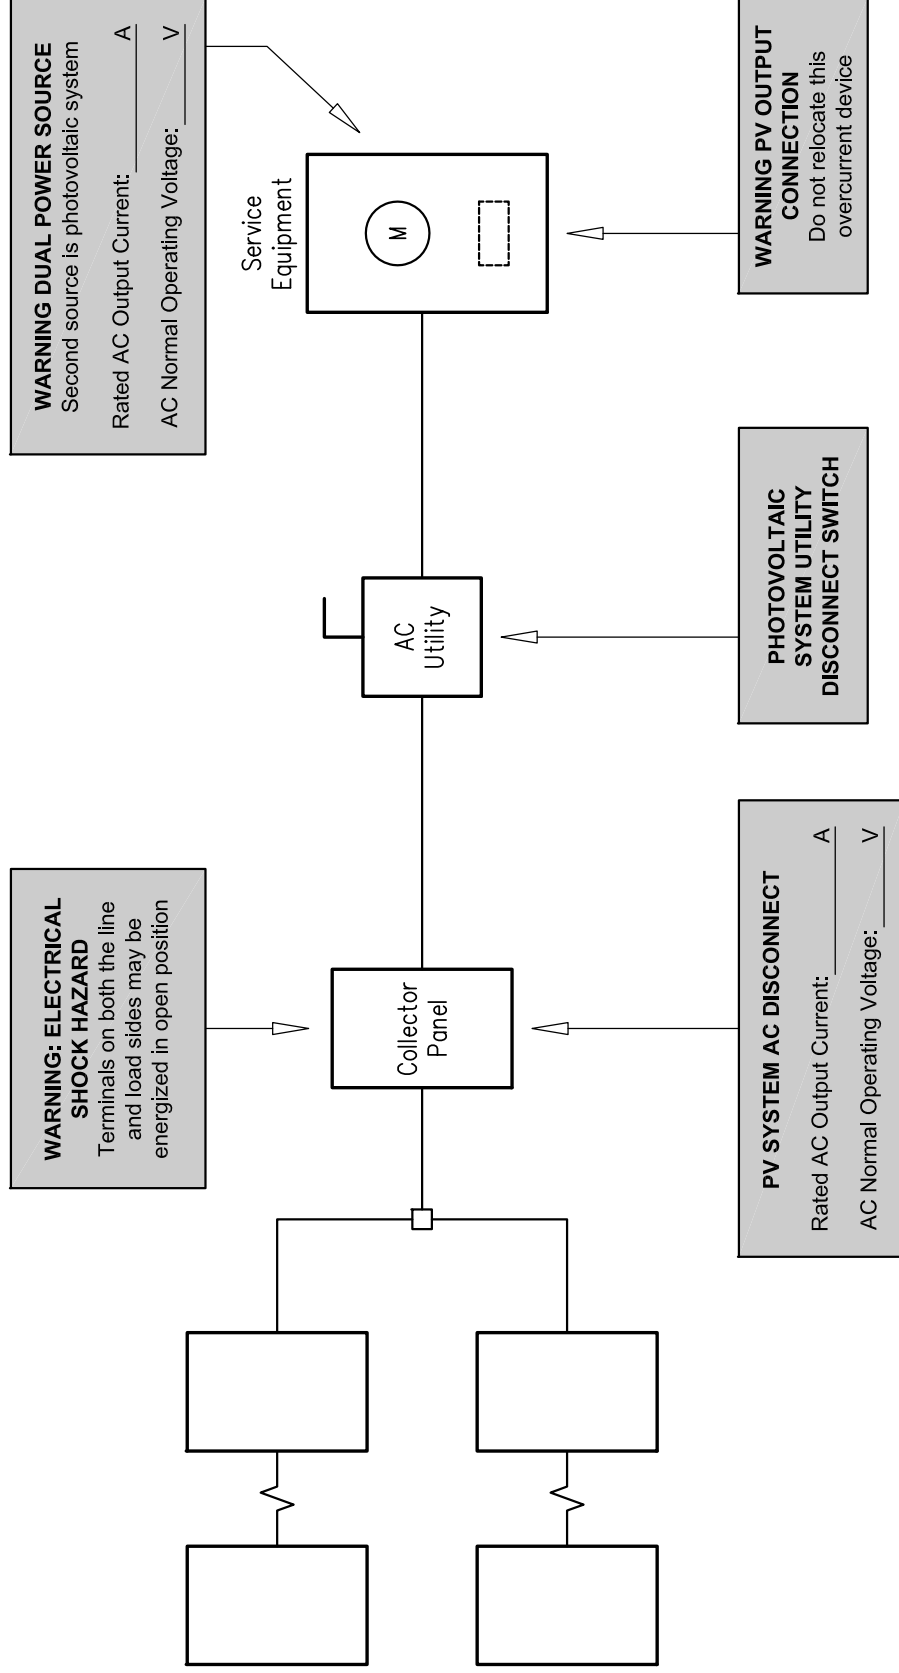 WARNING: ELECTRICAL
SHOCK HAZARD
Terminals on both the line
and load sides may be
energized in open position
WARNING DUAL POWER SOURCE
Second source is photovoltaic system
Rated AC Output Current: A
AC Normal Operating Voltage: V
Service
Equipment
M
AC
Utility
Collector
Panel
PV SYSTEM AC DISCONNECT
Rated AC Output Current: A
AC Normal Operating Voltage: V
PHOTOVOLTAIC
SYSTEM UTILITY
DISCONNECT SWITCH
WARNING PV OUTPUT
CONNECTION
Do not relocate this
overcurrent device